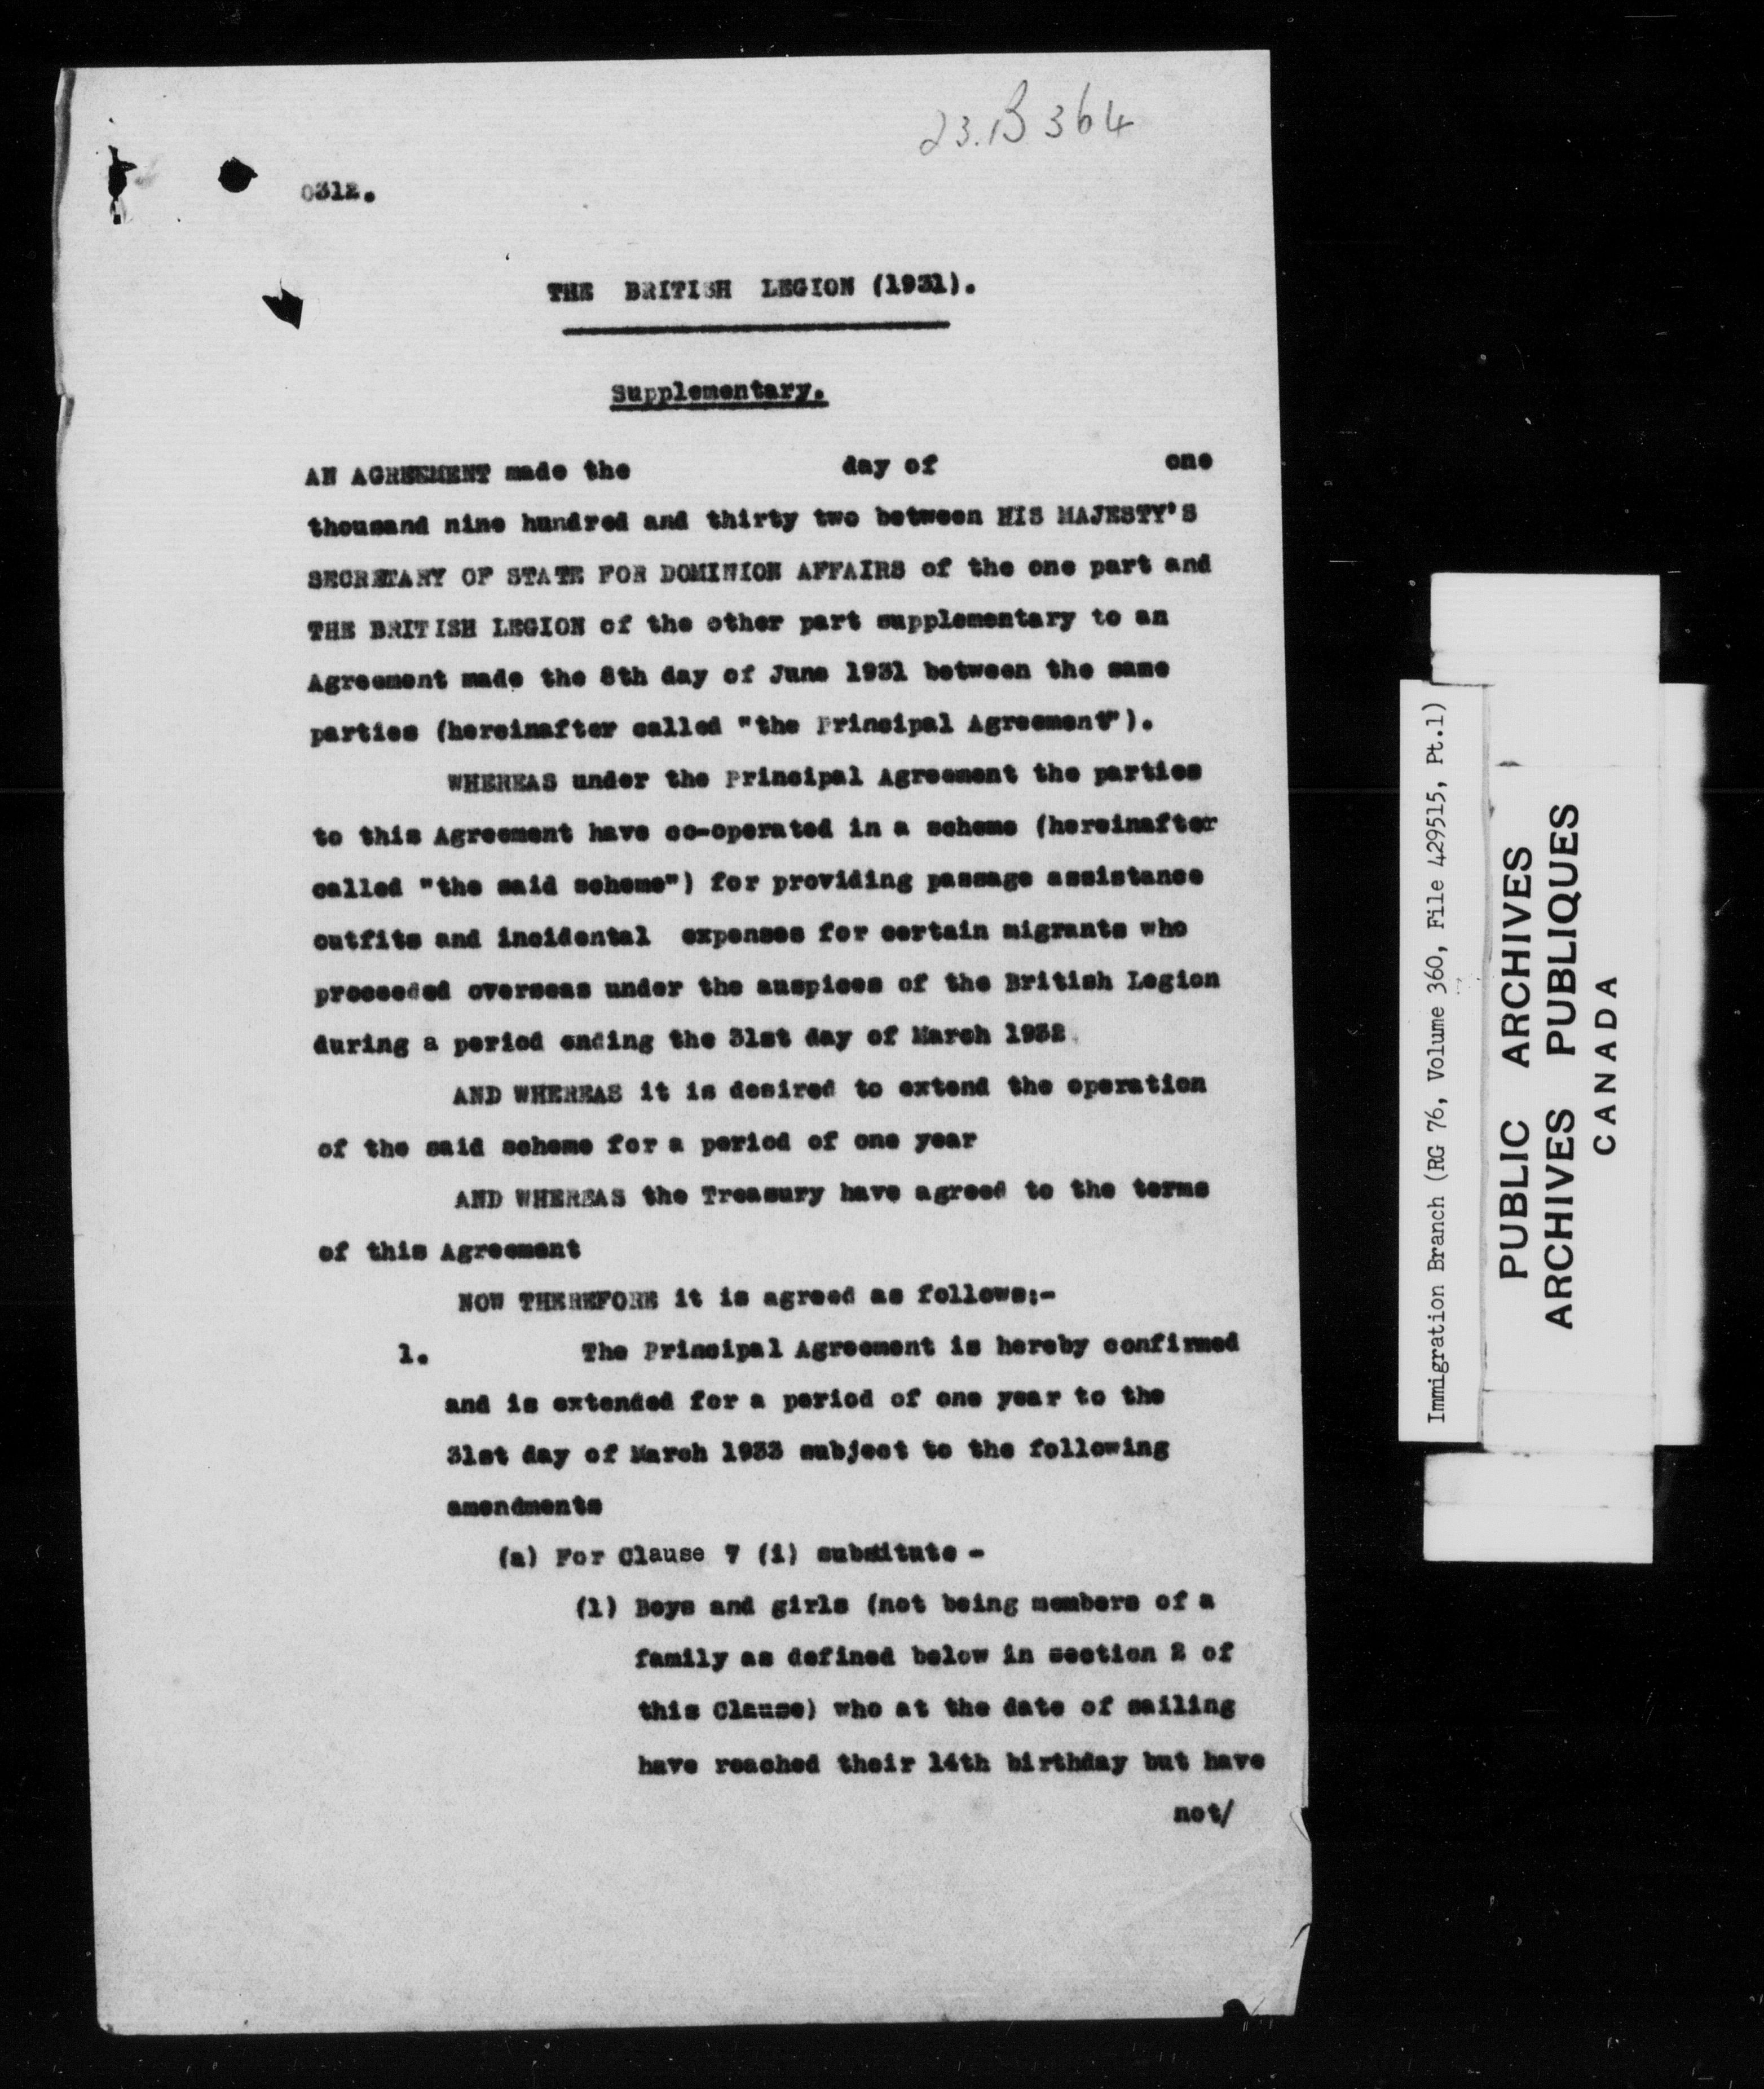 23.B 364
0312.
THE BRITISH LEGION (1931).
Supplementary.
AN AGREEMENT made the day of one
thousand nine hundred and thirty two between HIS MAJESTY'S
SECRETARY OF STATE FOR DOMINION AFFAIRS of the one part and
THE BRITISH LEGION of the other part supplementary to an
Agreement made the 8th day of June 1931 between the same
parties (hereinafter called "the Principal Agreement").
WHEREAS under the Principal Agreement the parties
to this Agreement have co-operated in a scheme (hereinafter
called "the said scheme") for providing passage assistance
outfits and incidental expenses for certain migrants who
proceeded overseas under the auspices of the British Legion
during a period ending the 31st day of March 1932.
AND WHEREAS it is desired to extend the operation
of the said scheme for a period of one year
AND WHEREAS the Treasury have agreed to the terms
of this Agreement
NOW THEREFORE it is agreed as follows:-
1. The Principal Agreement is hereby confirmed
and is extended for a period of one year to the
31st day of March 1933 subject to the following
amendments
(a) For Clause 7 (i) substitute -
(1) Boys and girls (not being members of a
family as defined below in section 2 of
this Clause) who at the date of sailing
have reached their 14th birthday but have
not/
Immigration Branch (RG 76, Volume 360, File 429515, Pt.1)
PUBLIC ARCHIVES
ARCHIVES PUBLIQUES
CANADA